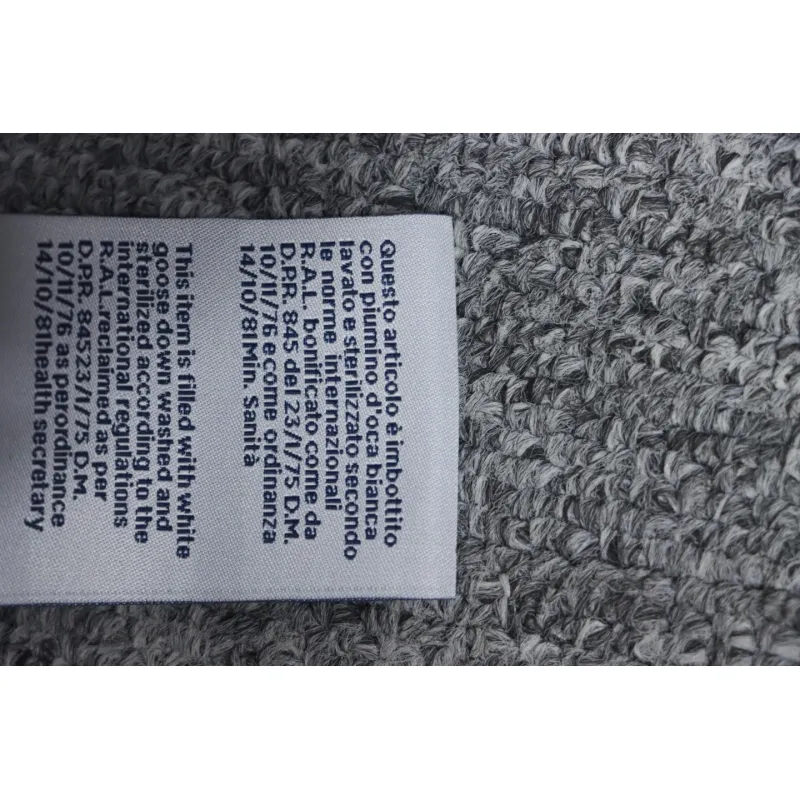 Questo articolo è imbottito
con piumino d'oca bianca
lavato e sterilizzato secondo
le norme internazionali
R.A.L. bonificato come da
D.PR. 845 del 23/1/75 D.M.
10/11/76 e come ordinanza
14/10/81Min. Sanità
This item is filled with white
goose down washed and
sterilized according to the
international regulations
R.A.L.reclaimed as per
D.PR. 84523/1/75 D.M.
10/11/76 as perordinance
14/10/81health secretary